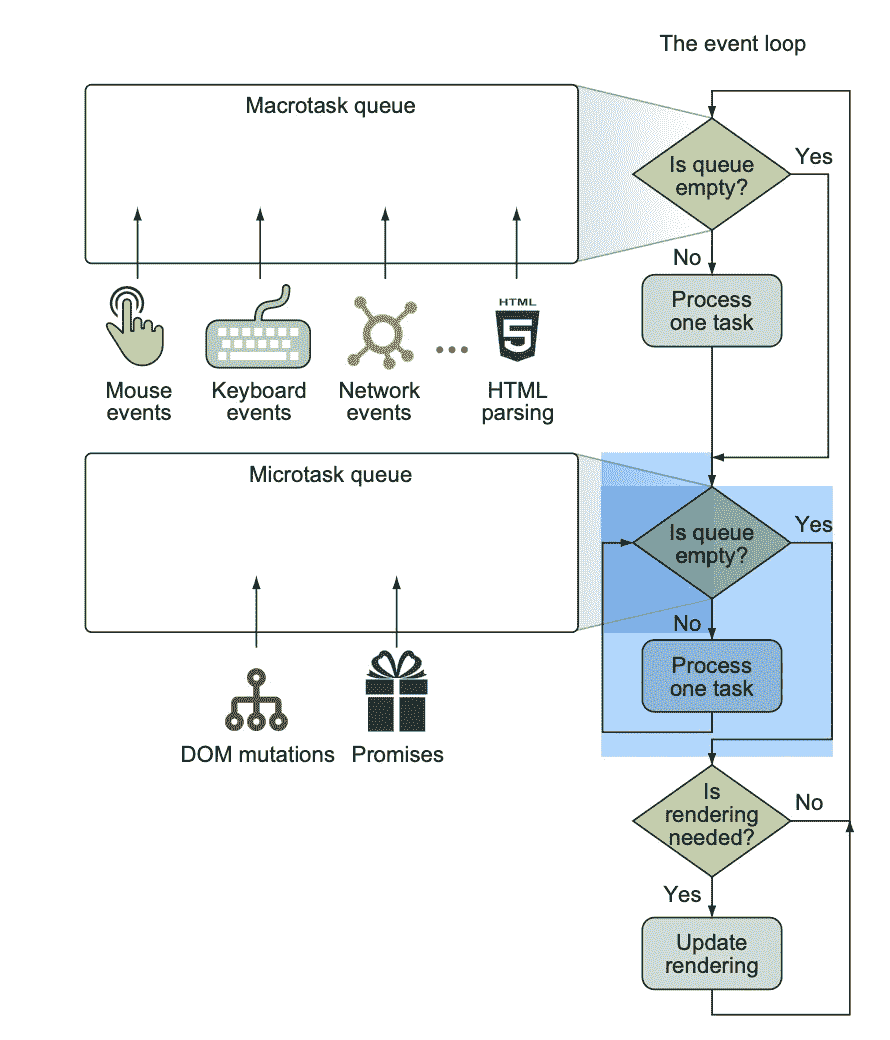 The event loop
Macrotask queue
Is queue
empty?
Yes
No
Process
one task
HTML
5
Mouse
events
Keyboard
events
Network
events
...
HTML
parsing
Microtask queue
Is queue
empty?
Yes
No
Process
one task
DOM mutations
Promises
Is
rendering
needed?
No
Yes
Update
rendering